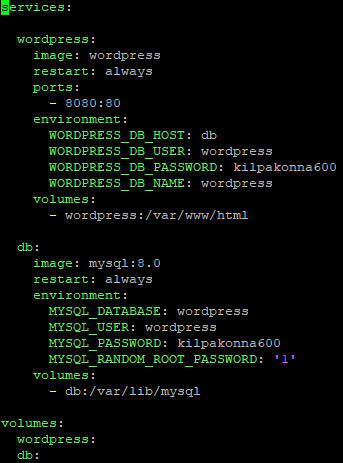 services:

  wordpress:
    image: wordpress
    restart: always
    ports:
      - 8080:80
    environment:
      WORDPRESS_DB_HOST: db
      WORDPRESS_DB_USER: wordpress
      WORDPRESS_DB_PASSWORD: kilpakonna600
      WORDPRESS_DB_NAME: wordpress
    volumes:
      - wordpress:/var/www/html

  db:
    image: mysql:8.0
    restart: always
    environment:
      MYSQL_DATABASE: wordpress
      MYSQL_USER: wordpress
      MYSQL_PASSWORD: kilpakonna600
      MYSQL_RANDOM_ROOT_PASSWORD: '1'
    volumes:
      - db:/var/lib/mysql

volumes:
  wordpress:
  db: